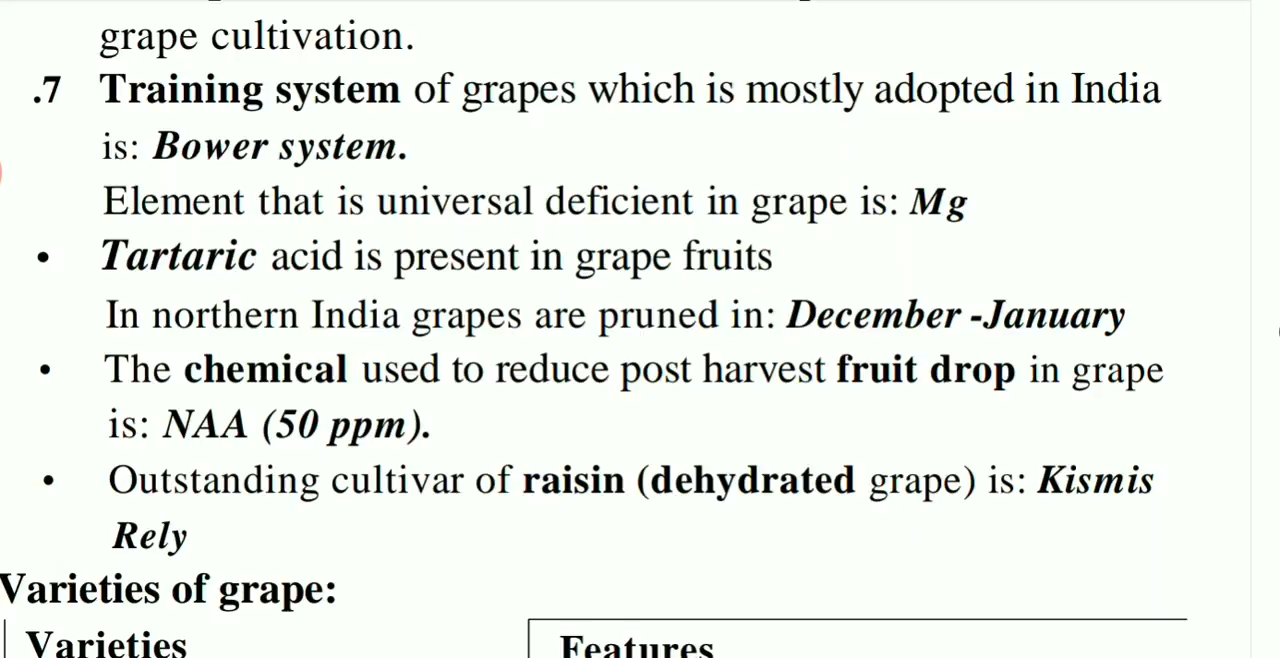 grape cultivation.
.7 Training system of grapes which is mostly adopted in India
is: Bower system.
Element that is universal deficient in grape is: Mg
• Tartaric acid is present in grape fruits
In northern India grapes are pruned in: December -January
• The chemical used to reduce post harvest fruit drop in grape
is: NAA (50 ppm).
• Outstanding cultivar of raisin (dehydrated grape) is: Kismis
Rely
Varieties of grape:
Varieties Features